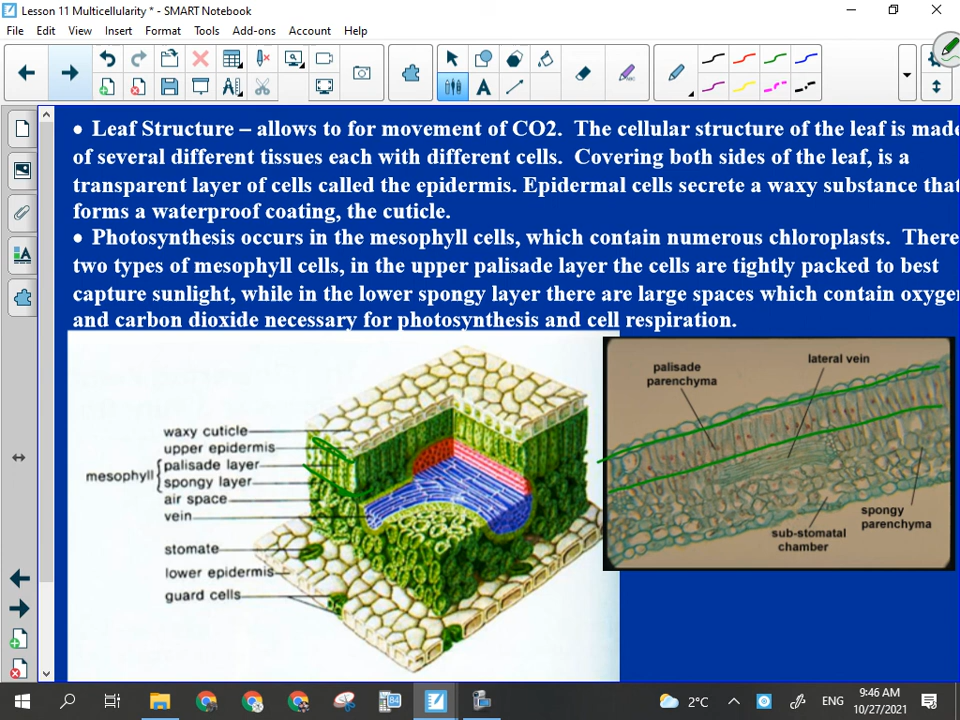 Lesson 11 Multicellularity * - SMART Notebook
File Edit View Insert Format Tools Add-ons Account Help
• Leaf Structure – allows to for movement of CO2. The cellular structure of the leaf is made
of several different tissues each with different cells. Covering both sides of the leaf, is a
transparent layer of cells called the epidermis. Epidermal cells secrete a waxy substance that
forms a waterproof coating, the cuticle.
• Photosynthesis occurs in the mesophyll cells, which contain numerous chloroplasts. There
two types of mesophyll cells, in the upper palisade layer the cells are tightly packed to best
capture sunlight, while in the lower spongy layer there are large spaces which contain oxygen
and carbon dioxide necessary for photosynthesis and cell respiration.
waxy cuticle
upper epidermis
mesophyll
palisade layer
spongy layer
air space
vein
stomate
lower epidermis
guard cells
palisade
parenchyma
lateral vein
spongy
parenchyma
sub-stomatal
chamber
2°C
ENG
9:46 AM
10/27/2021